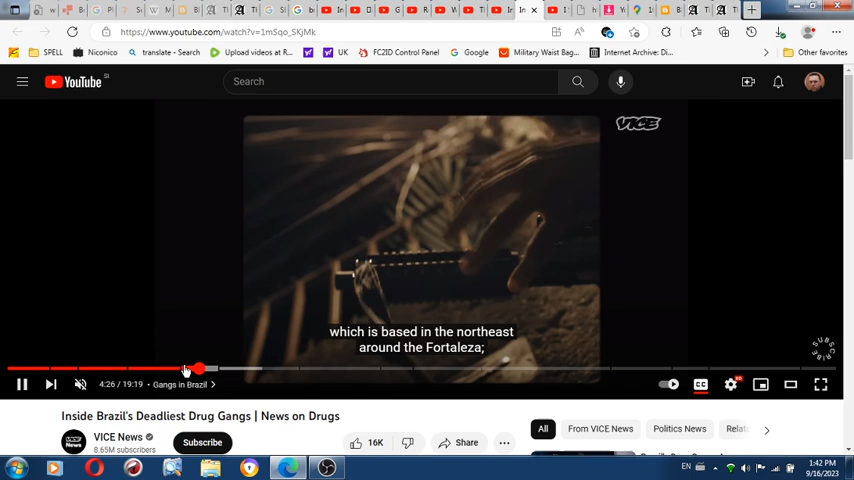 https://www.youtube.com/watch?v=1mSqo_SKjMk
SPELL
Niconico
translate - Search
Upload videos at R...
UK
FC2ID Control Panel
Google
Military Waist Bag...
Internet Archive: Di...
Other favorites
YouTube SI
Search
VICE
which is based in the northeast
around the Fortaleza;
SUBSCRIBE
4:26 / 19:19 • Gangs in Brazil
Inside Brazil's Deadliest Drug Gangs | News on Drugs
VICE News
8.65M subscribers
Subscribe
16K
Share
All
From VICE News
Politics News
Relate
EN
1:42 PM
9/16/2023